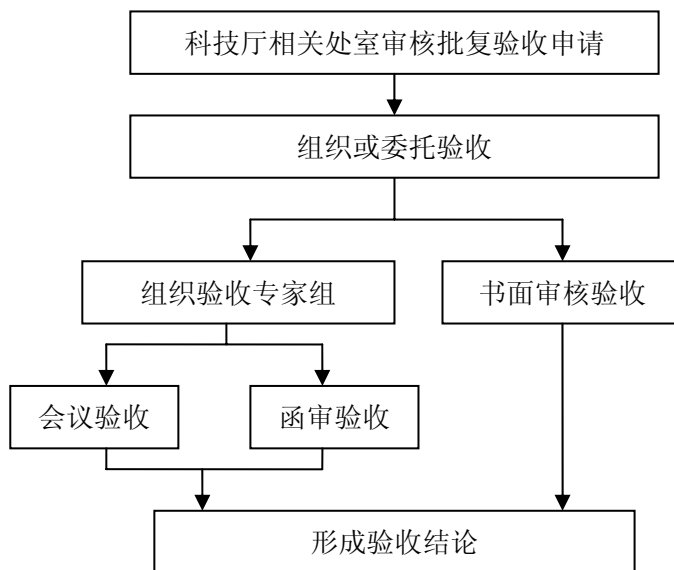 科技厅相关处室审核批复验收申请
组织或委托验收
组织验收专家组
书面审核验收
会议验收
函审验收
形成验收结论